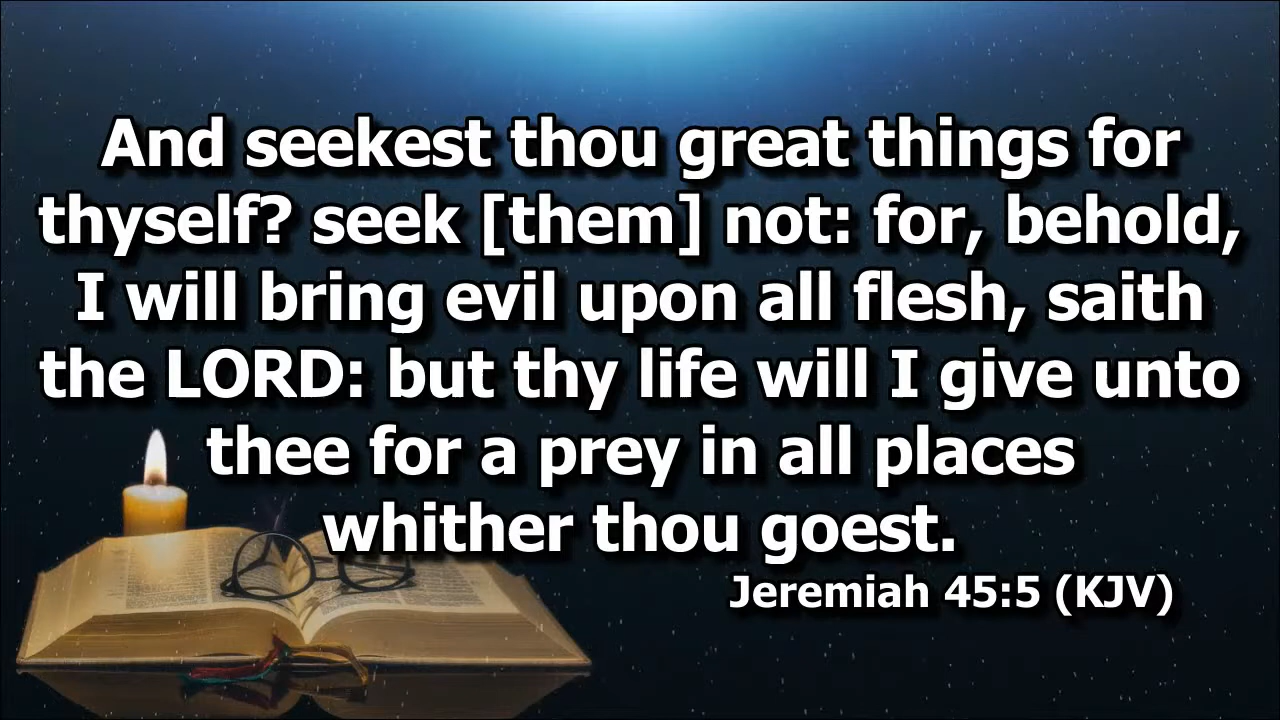 And seekest thou great things for
thyself? seek [them] not: for, behold,
I will bring evil upon all flesh, saith
the LORD: but thy life will I give unto
thee for a prey in all places
whither thou goest.
Jeremiah 45:5 (KJV)